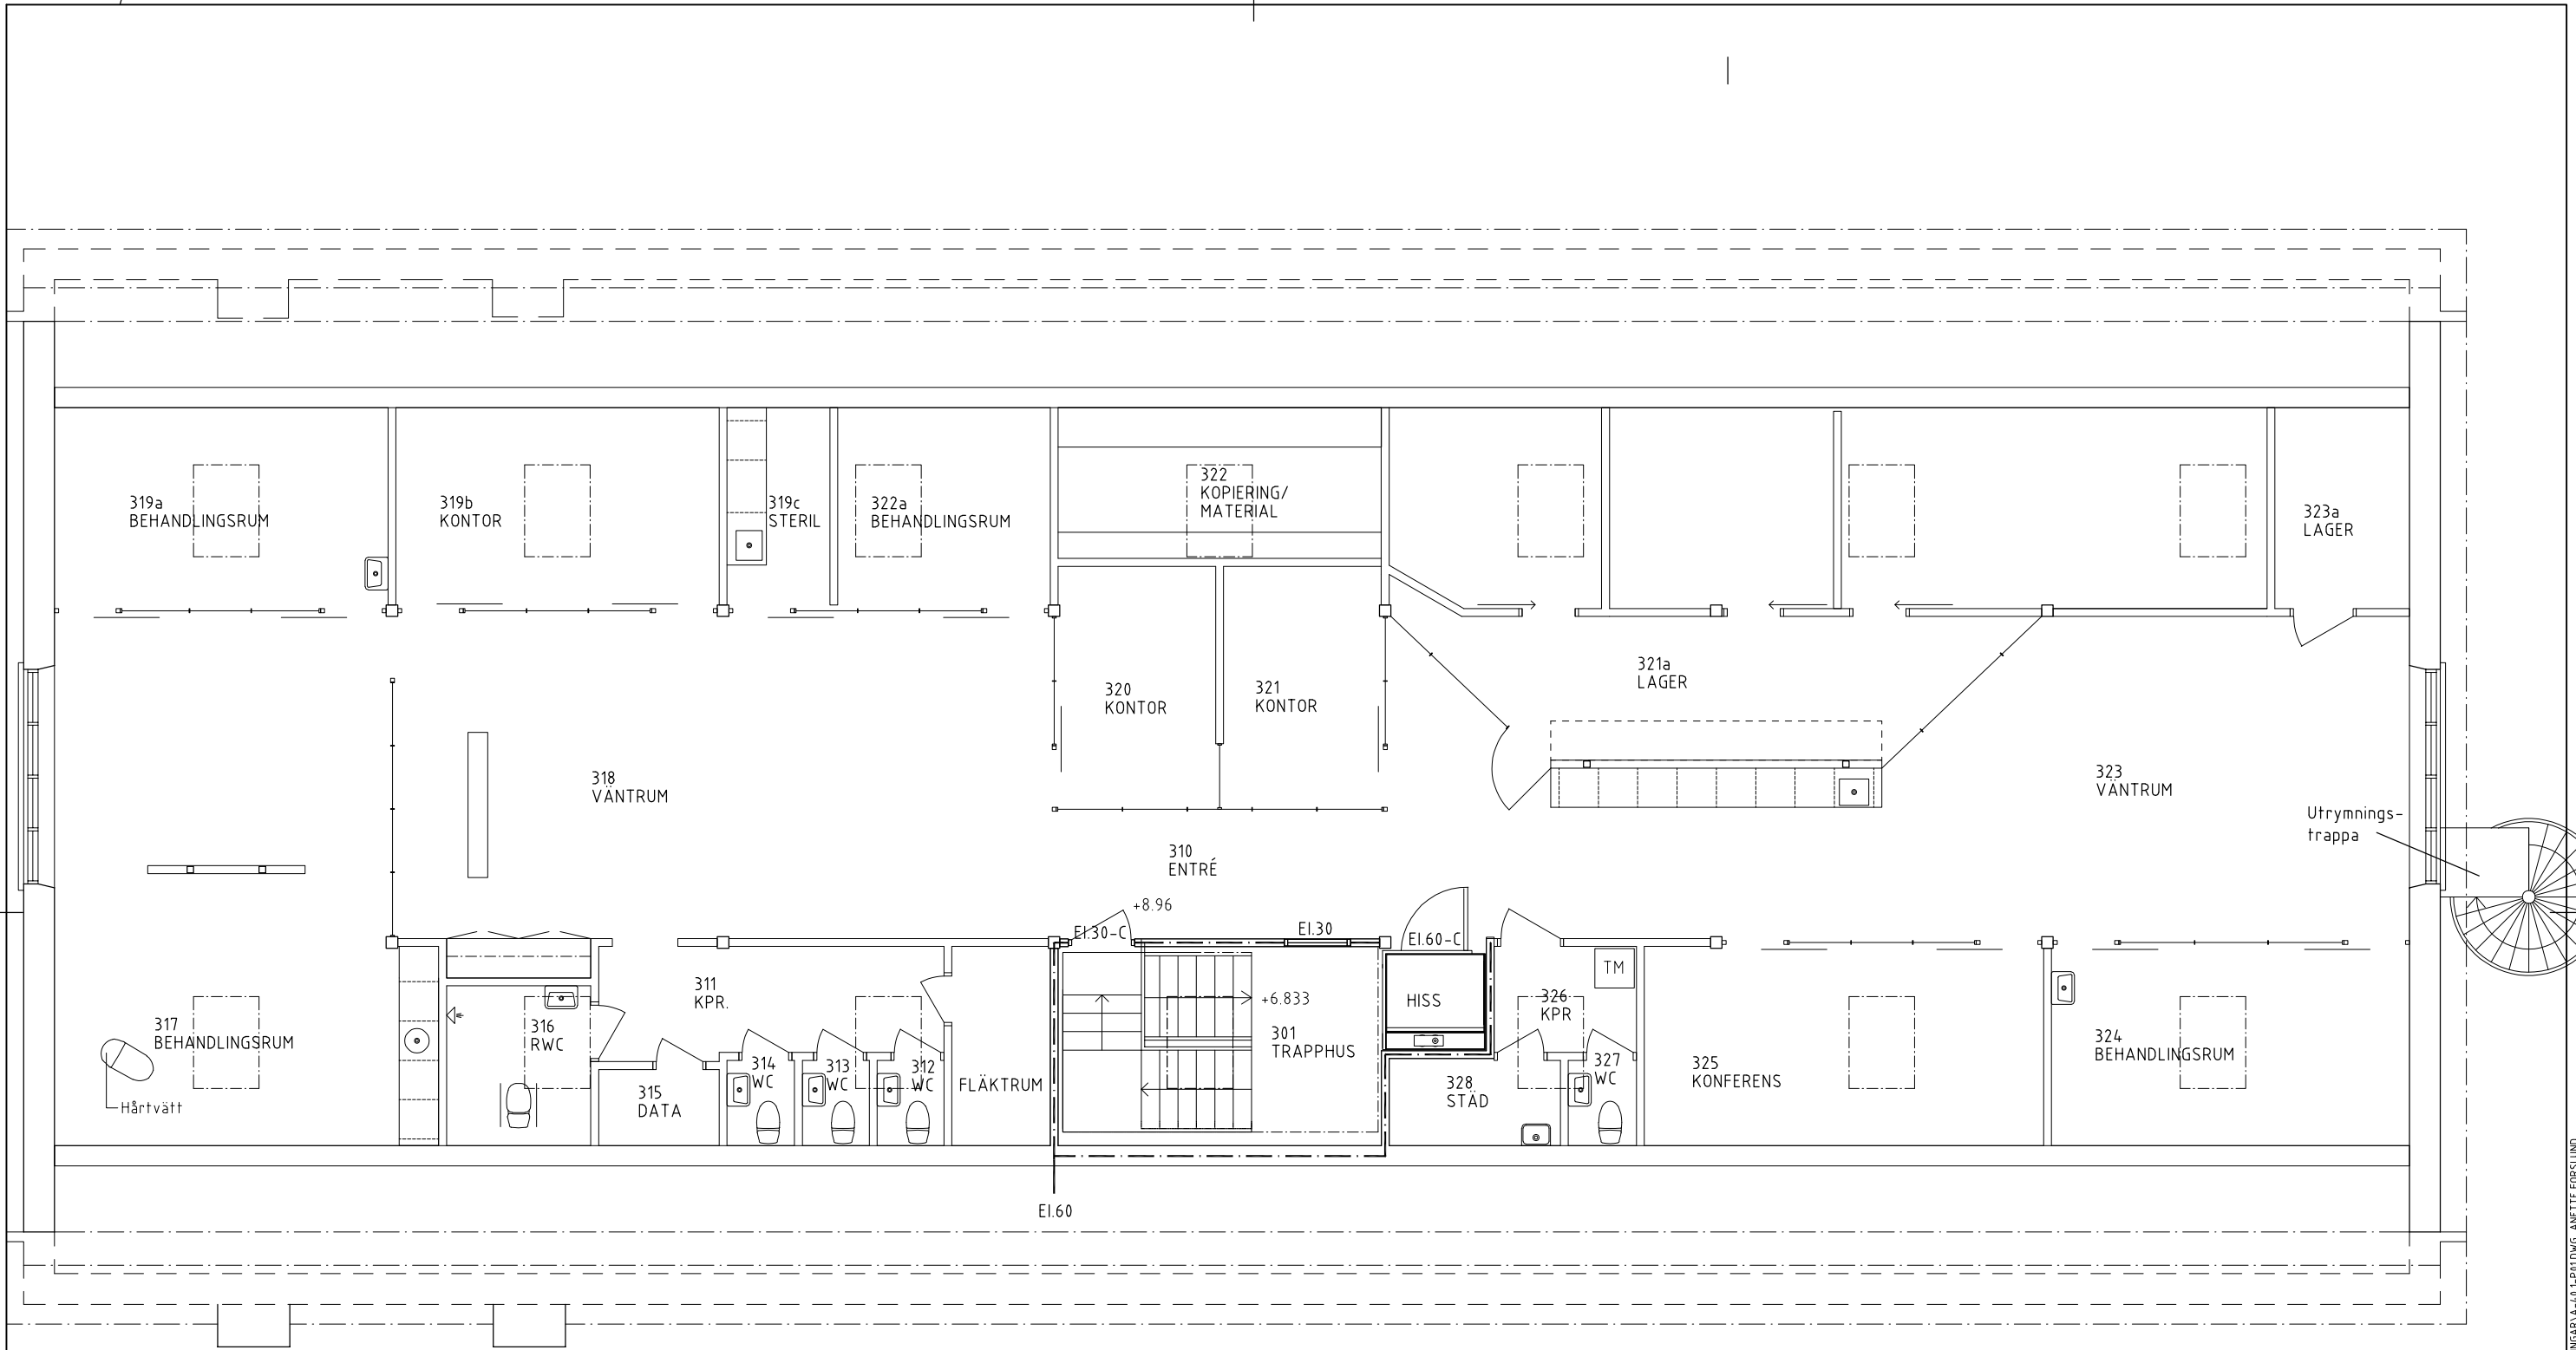 319a
BEHANDLINGSRUM
319b
KONTOR
319c
STERIL
322a
BEHANDLINGSRUM
322
KOPIERING/
MATERIAL
323a
LAGER
320
KONTOR
321
KONTOR
321a
LAGER
318
VÄNTRUM
323
VÄNTRUM
Utrymnings-
trappa
310
ENTRÉ
+8.96
EI.30-C
EI.30
EI.60-C
311
KPR.
317
BEHANDLINGSRUM
Hårtvätt
316
RWC
315
DATA
314
WC
313
WC
312
WC
FLÄKTRUM
+6.833
301
TRAPPHUS
HISS
326
KPR
TM
328
STÄD
327
WC
325
KONFERENS
324
BEHANDLINGSRUM
EI.60